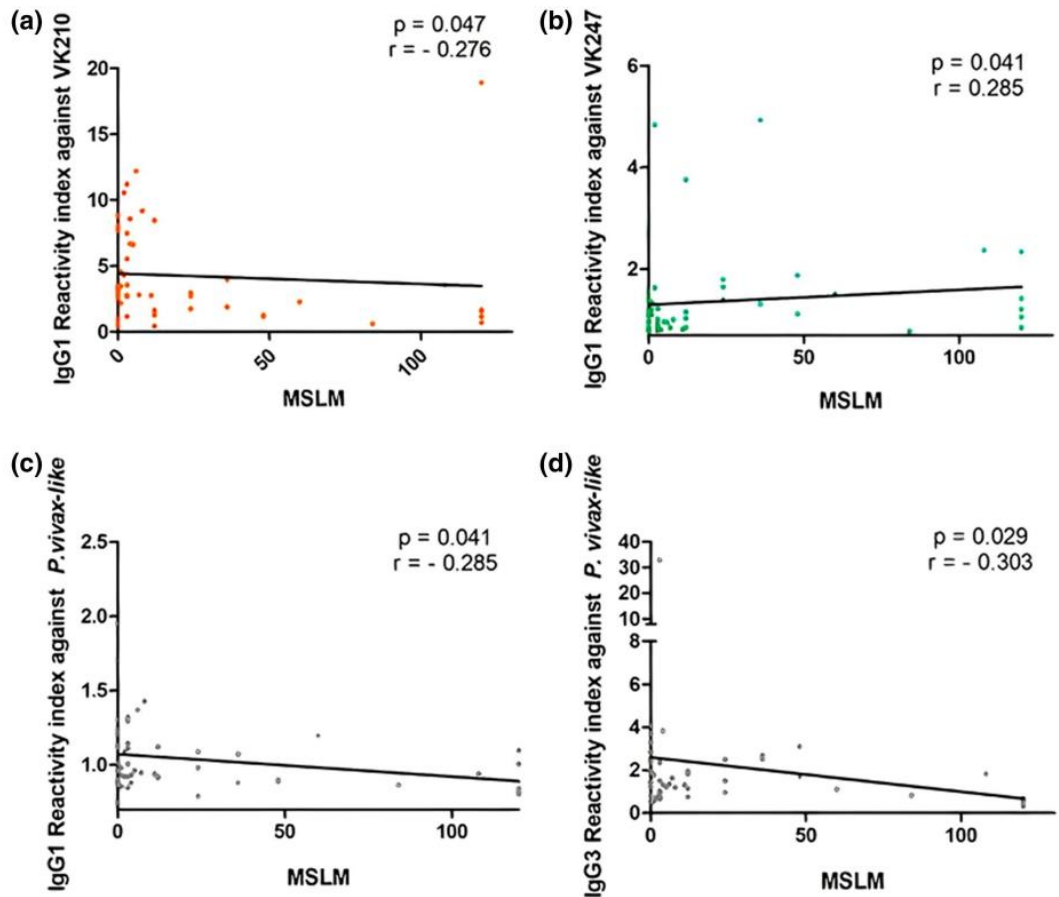 (a)
IgG1 Reactivity index against VK210
p = 0.047
r = - 0.276
20
15
10
5
0
0 50 100
MSLM
(b)
IgG1 Reactivity index against VK247
p = 0.041
r = 0.285
6
4
2
0 50 100
MSLM
(c)
IgG1 Reactivity index against P.vivax-like
p = 0.041
r = - 0.285
2.5
2.0
1.5
1.0
0 50 100
MSLM
(d)
IgG3 Reactivity index against P. vivax-like
p = 0.029
r = - 0.303
40
30
20
10
8
6
4
2
0
0 50 100
MSLM